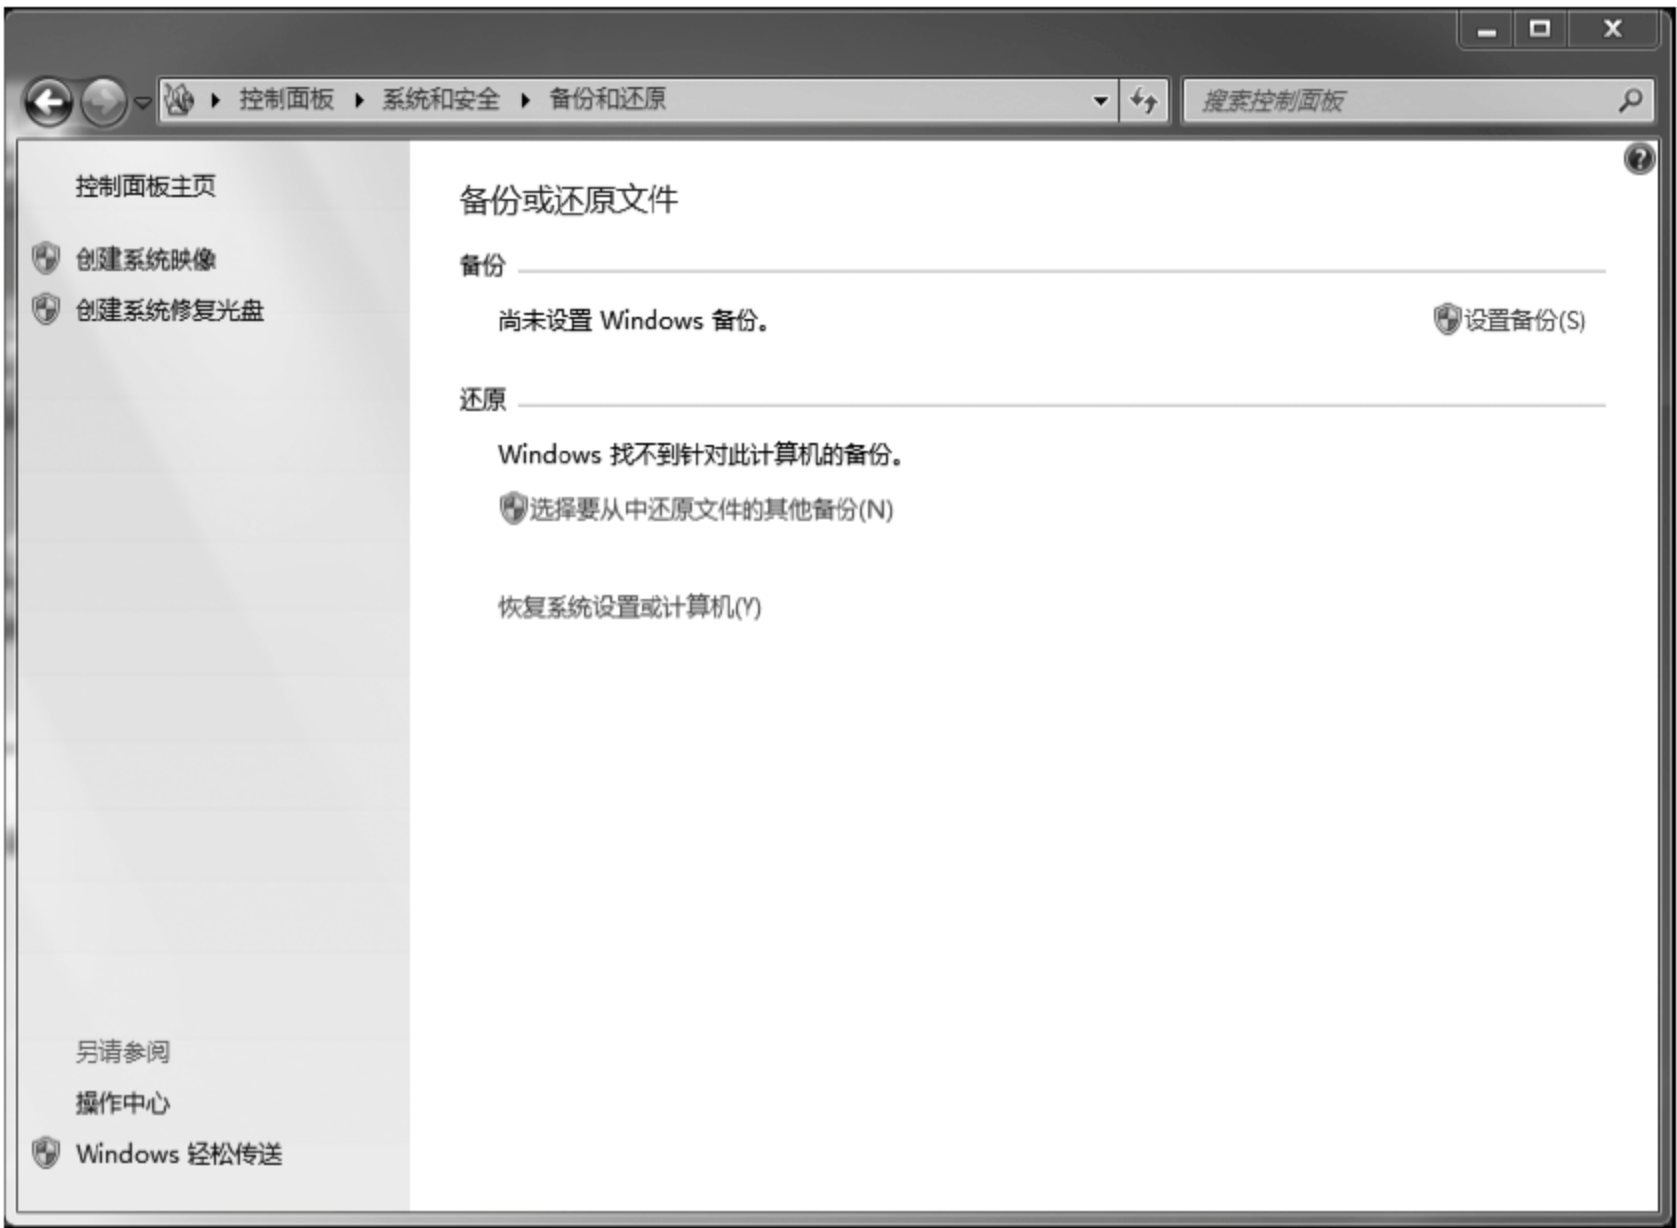 控制面板 系统和安全 备份和还原
搜索控制面板
控制面板主页
创建系统映像
创建系统修复光盘
备份或还原文件
备份
尚未设置 Windows 备份。
设置备份(S)
还原
Windows 找不到针对此计算机的备份。
选择要从中还原文件的其他备份(N)
恢复系统设置或计算机(Y)
另请参阅
操作中心
Windows 轻松传送